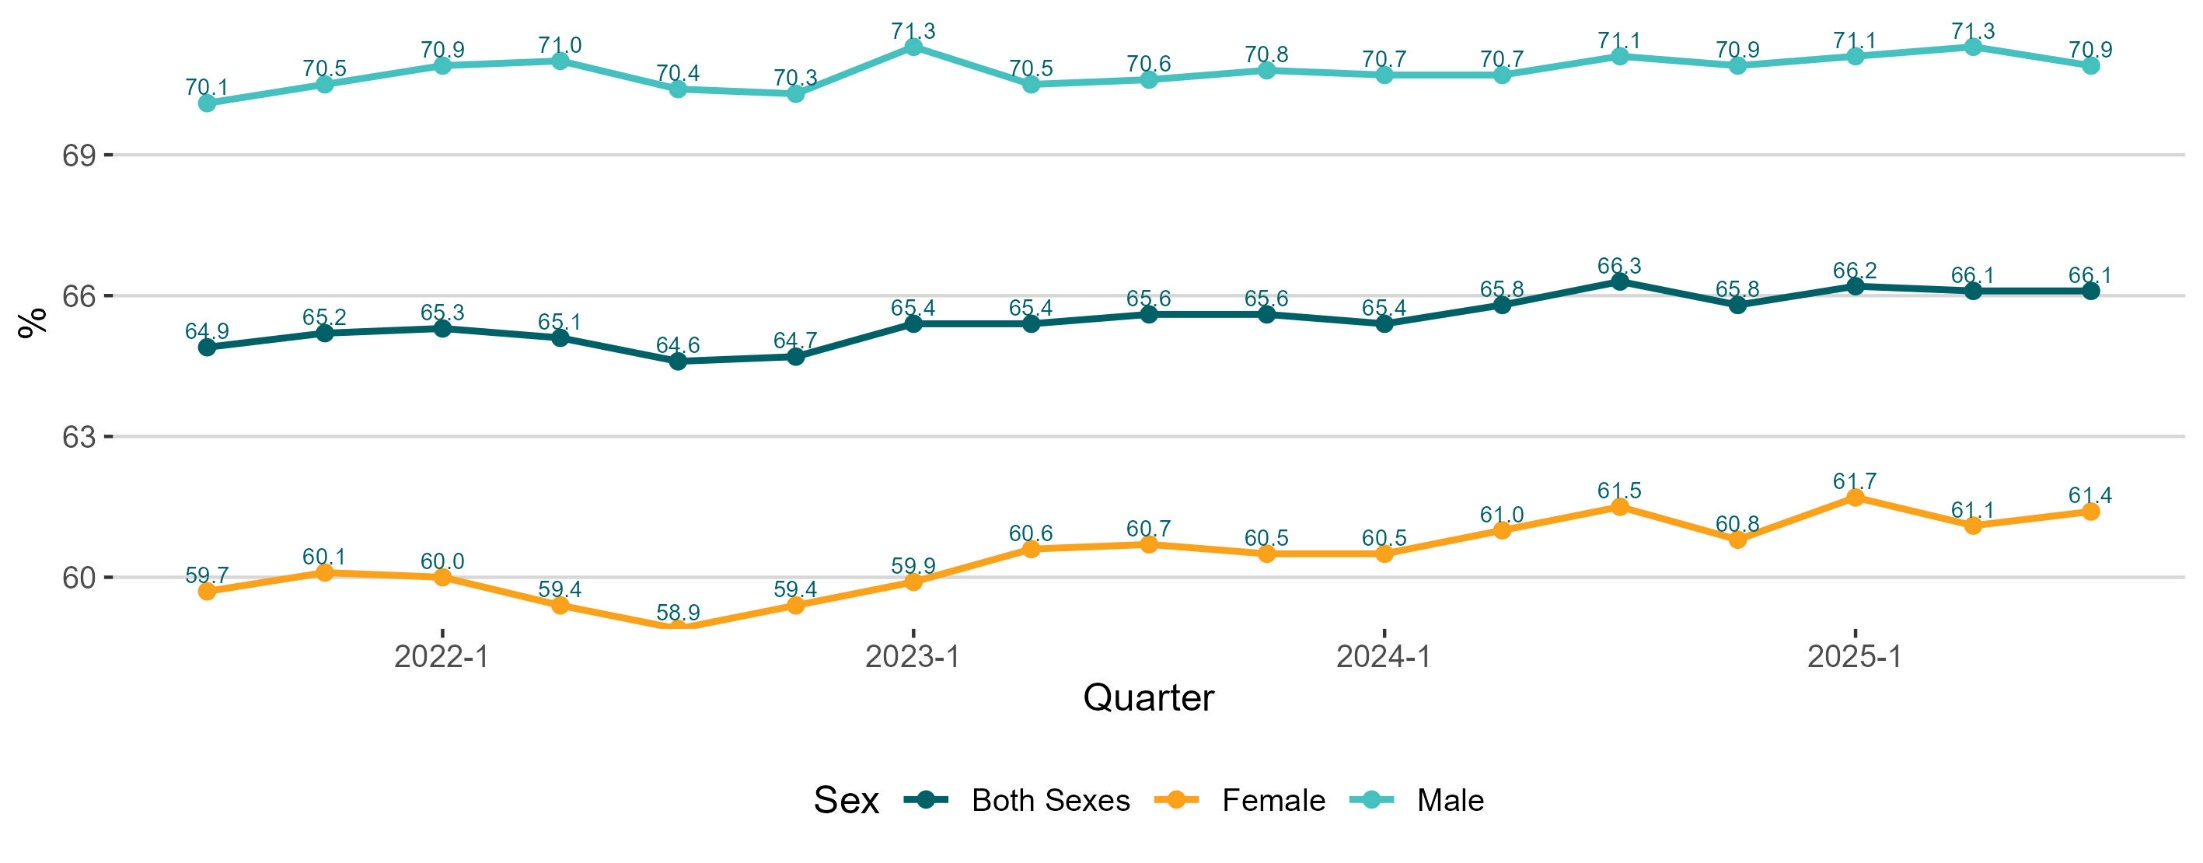 70.1 70.5 70.9 71.0 70.4 70.3 71.3 70.5 70.6 70.8 70.7 70.7 71.1 70.9 71.1 71.3 70.9
69
64.9 65.2 65.3 65.1 64.6 64.7 65.4 65.4 65.6 65.6 65.4 65.8 66.3 65.8 66.2 66.1 66.1
66
%
63
59.7 60.1 60.0 59.4 58.9 59.4 59.9 60.6 60.7 60.5 60.5 61.0 61.5 60.8 61.7 61.1 61.4
60
2022-1 2023-1 2024-1 2025-1
Quarter
Sex Both Sexes Female Male